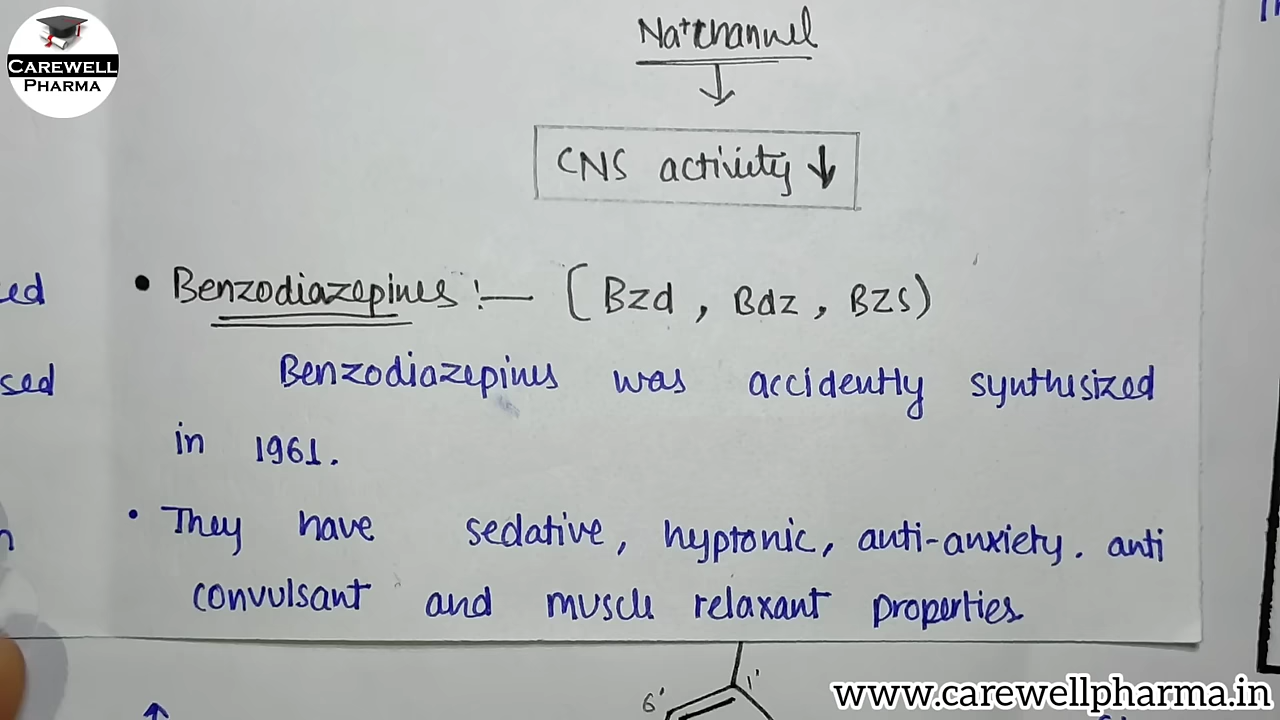 CAREWELL
PHARMA
Na+ channel
CNS activity ↓
ed
• Benzodiazepines :— (Bzd, Bdz, BZS)
sed
Benzodiazepines was accidently synthisized
in 1961.
• They have sedative, hyptonic, anti-anxiety. anti
n
convulsant and muscle relaxant properties
1'
6'
www.carewellpharma.in